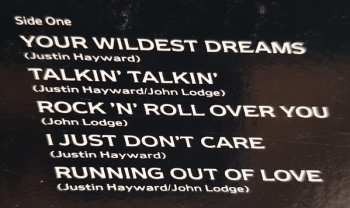 Side One
YOUR WILDEST DREAMS
(Justin Hayward)
TALKIN' TALKIN'
(Justin Hayward/John Lodge)
ROCK 'N' ROLL OVER YOU
(John Lodge)
I JUST DON'T CARE
(Justin Hayward)
RUNNING OUT OF LOVE
(Justin Hayward/John Lodge)